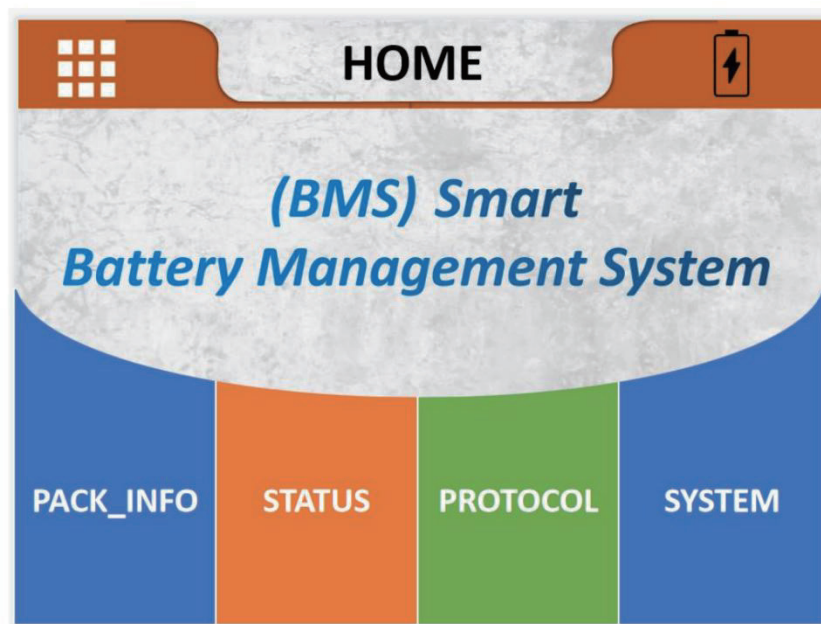 HOME
(BMS) Smart
Battery Management System
PACK_INFO
STATUS
PROTOCOL
SYSTEM